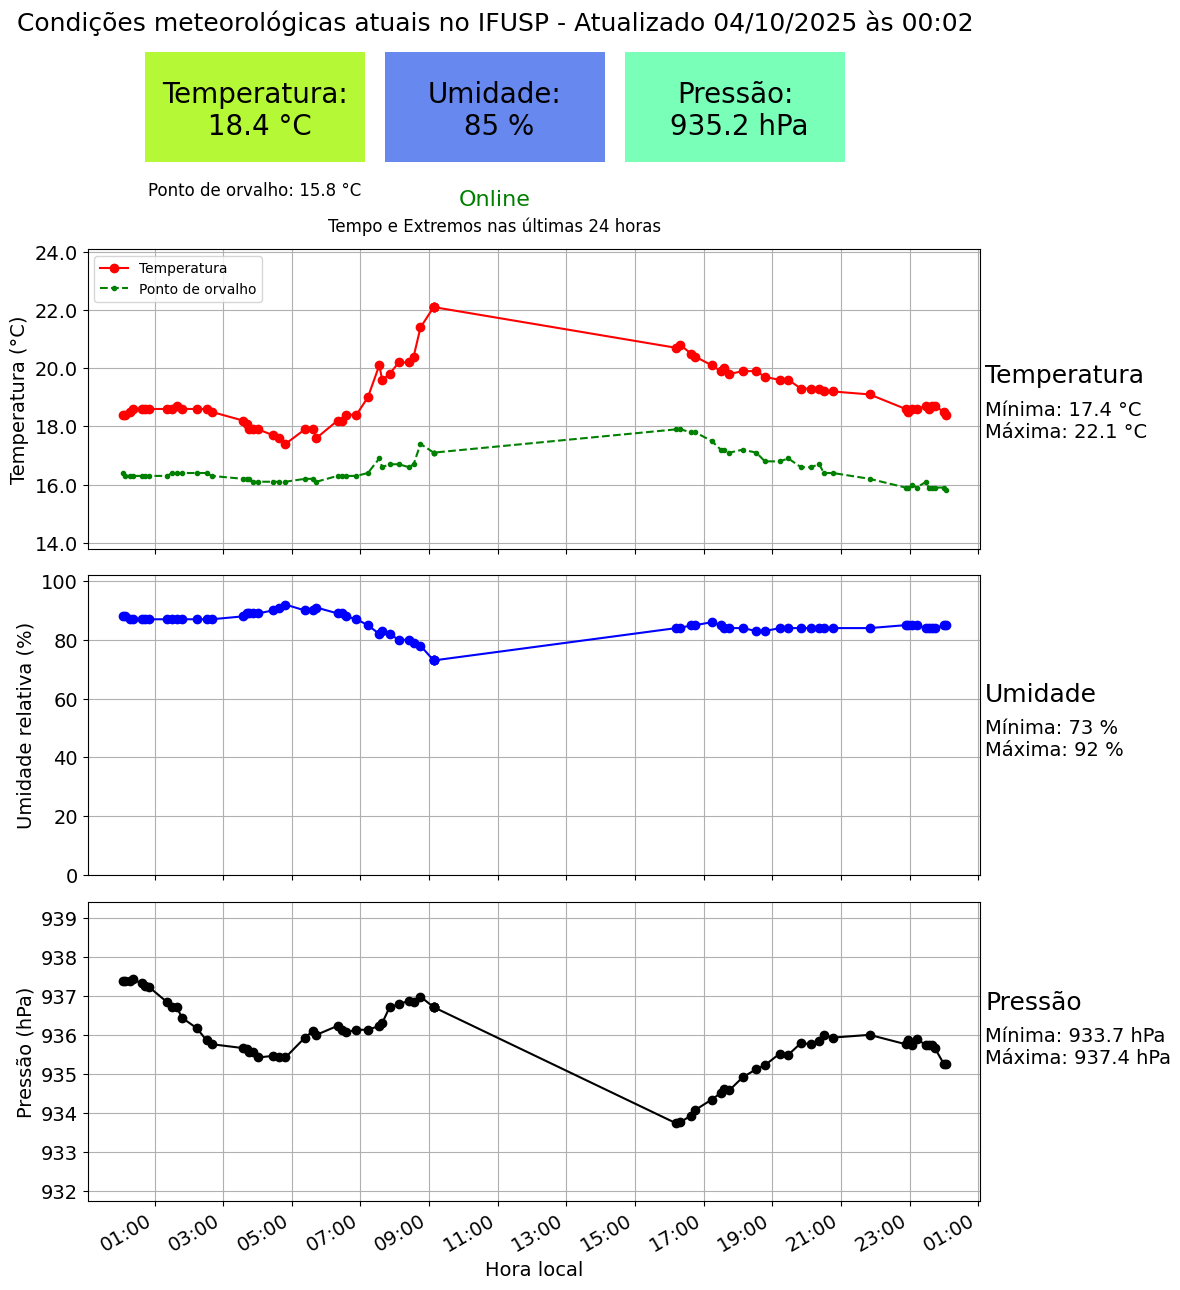 Condições meteorológicas atuais no IFUSP - Atualizado 04/10/2025 às 00:02
Temperatura:
18.4 °C
Umidade:
85 %
Pressão:
935.2 hPa
Ponto de orvalho: 15.8 °C
Online
Tempo e Extremos nas últimas 24 horas
Temperatura (°C)
24.0
22.0
20.0
18.0
16.0
14.0
Temperatura
Ponto de orvalho
Temperatura
Mínima: 17.4 °C
Máxima: 22.1 °C
Umidade relativa (%)
100
80
60
40
20
0
Umidade
Mínima: 73 %
Máxima: 92 %
Pressão (hPa)
939
938
937
936
935
934
933
932
Pressão
Mínima: 933.7 hPa
Máxima: 937.4 hPa
01:00 03:00 05:00 07:00 09:00 11:00 13:00 15:00 17:00 19:00 21:00 23:00 01:00
Hora local